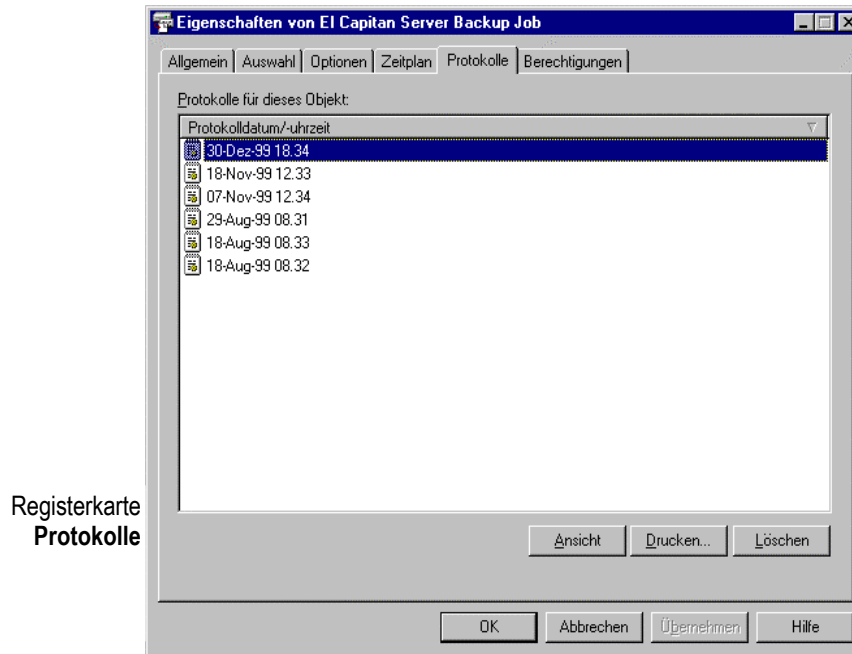 Eigenschaften von El Capitan Server Backup Job
Allgemein Auswahl Optionen Zeitplan Protokolle Berechtigungen
Protokolle für dieses Objekt:
Protokolldatum/-uhrzeit
30-Dez-99 18.34
18-Nov-99 12.33
07-Nov-99 12.34
29-Aug-99 08.31
18-Aug-99 08.33
18-Aug-99 08.32
Registerkarte
Protokolle
Ansicht Drucken... Löschen
OK Abbrechen Übernehmen Hilfe